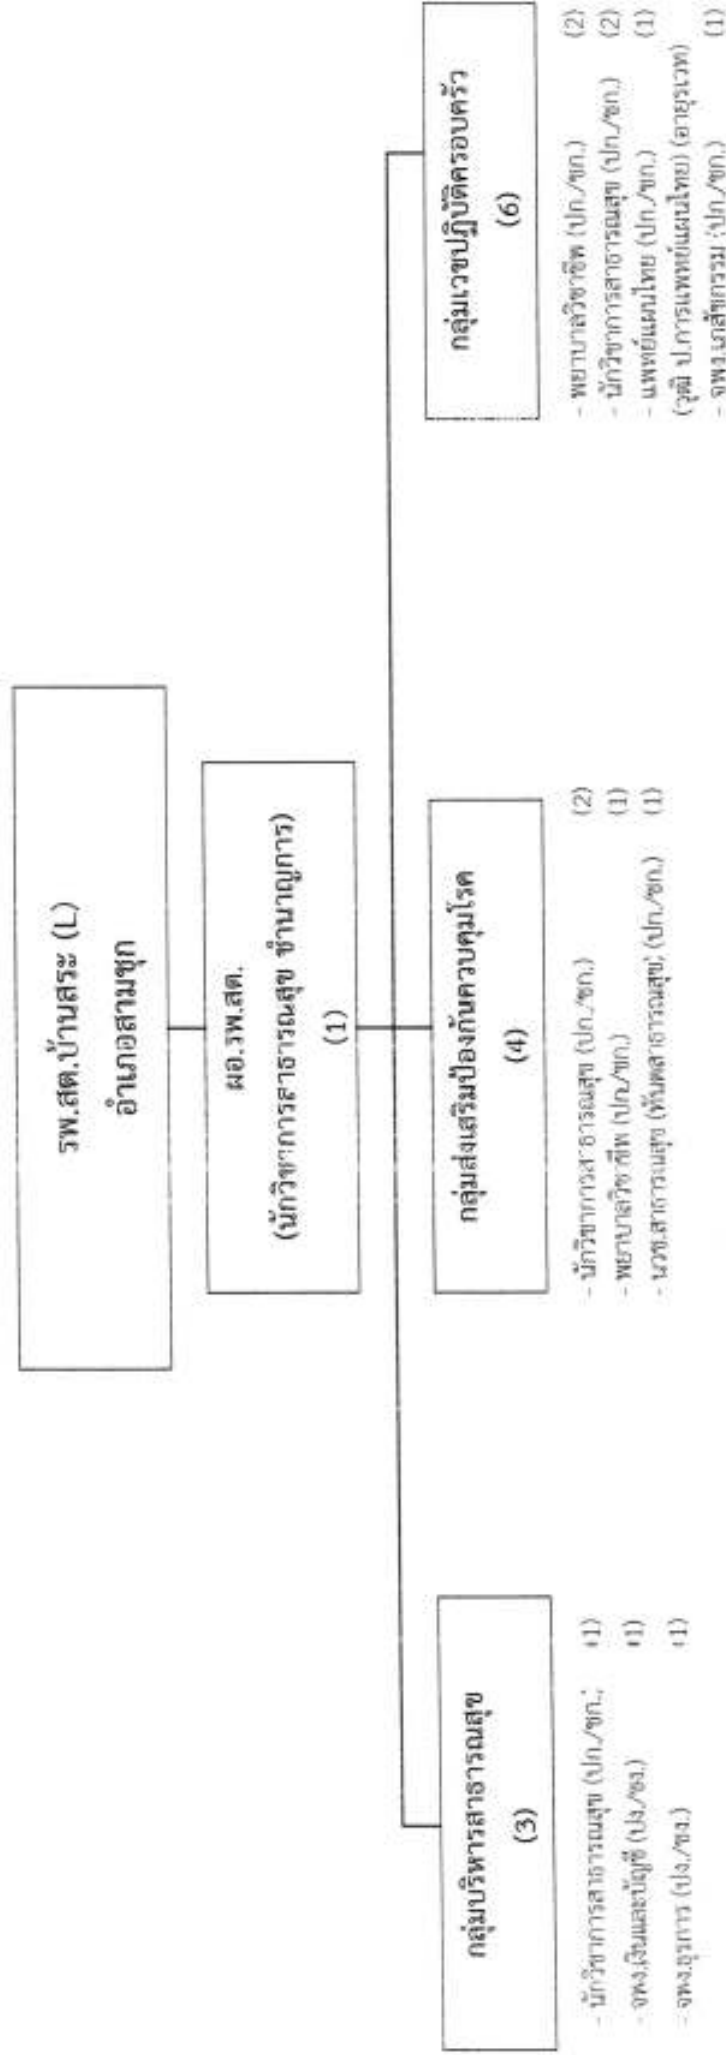 รพ.สต.บ้านสระ (L)
อำเภอสามชุก
ผอ.รพ.สต.
(นักวิชาการสาธารณสุข ชำนาญการ)
(1)
กลุ่มบริหารสาธารณสุข
(3)
- นักวิชาการสาธารณสุข (ปก./ชก.) (1)
- จพง.เงินและบัญชี (ปง./ชง.) (1)
- จพง.ธุรการ (ปง./ชง.) (1)
กลุ่มส่งเสริมป้องกันควบคุมโรค
(4)
- นักวิชาการสาธารณสุข (ปก./ชก.) (2)
- พยาบาลวิชาชีพ (ปก./ชก.) (1)
- นวช.สาธารณสุข (ทันตสาธารณสุข) (ปก./ชก.) (1)
กลุ่มเวชปฏิบัติครอบครัว
(6)
- พยาบาลวิชาชีพ (ปก./ชก.) (2)
- นักวิชาการสาธารณสุข (ปก./ชก.) (2)
- แพทย์แผนไทย (ปก./ชก.) (1)
(วุฒิ ป.การแพทย์แผนไทย) (อายุรเวท)
- จพง.เภสัชกรรม (ปก./ชก.) (1)